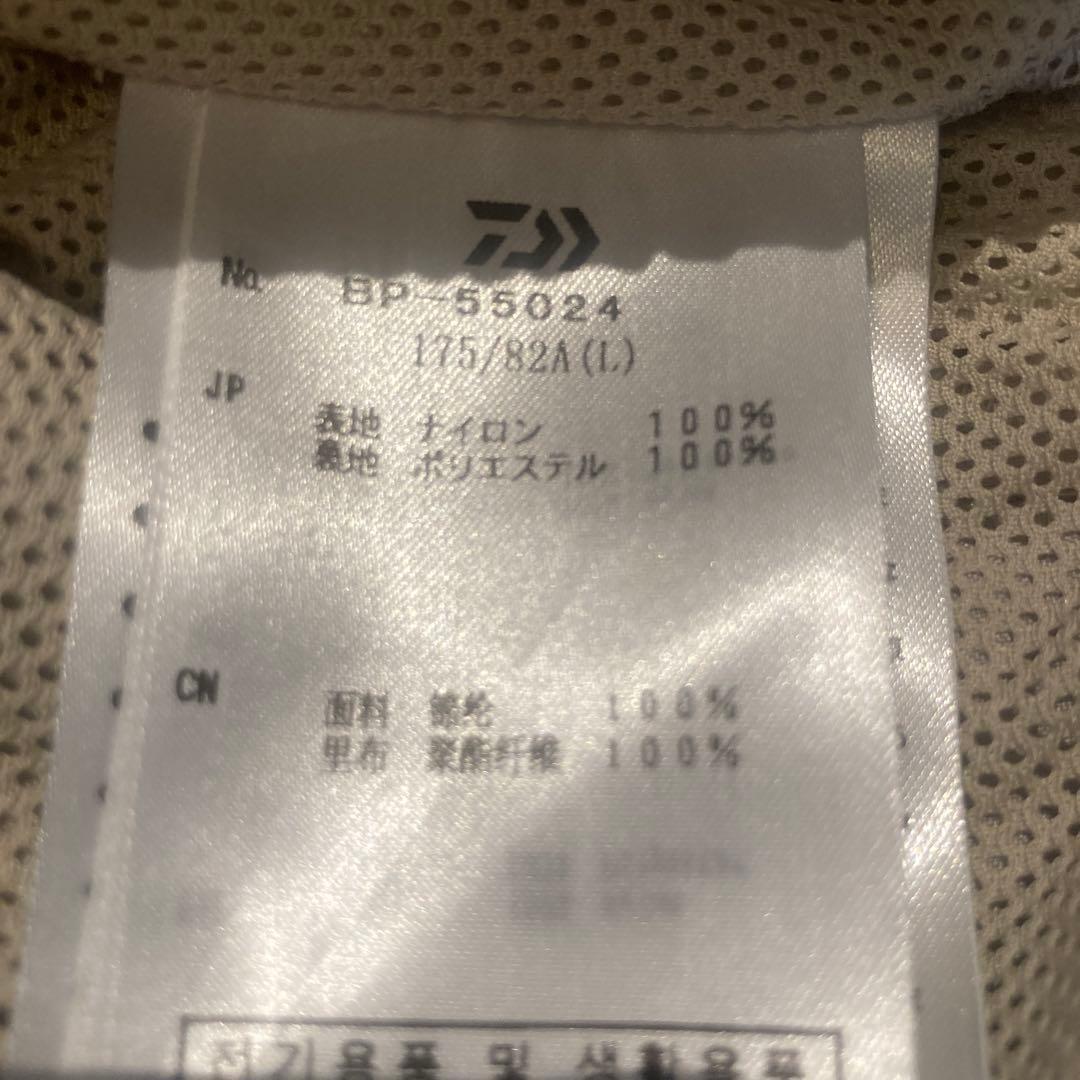 No. BP-55024
175/82A(L)
JP
表地 ナイロン 100%
裏地 ポリエステル 100%
CN
面料 锦纶 100%
里布 聚酯纤维 100%
전기용품 및 생활용품